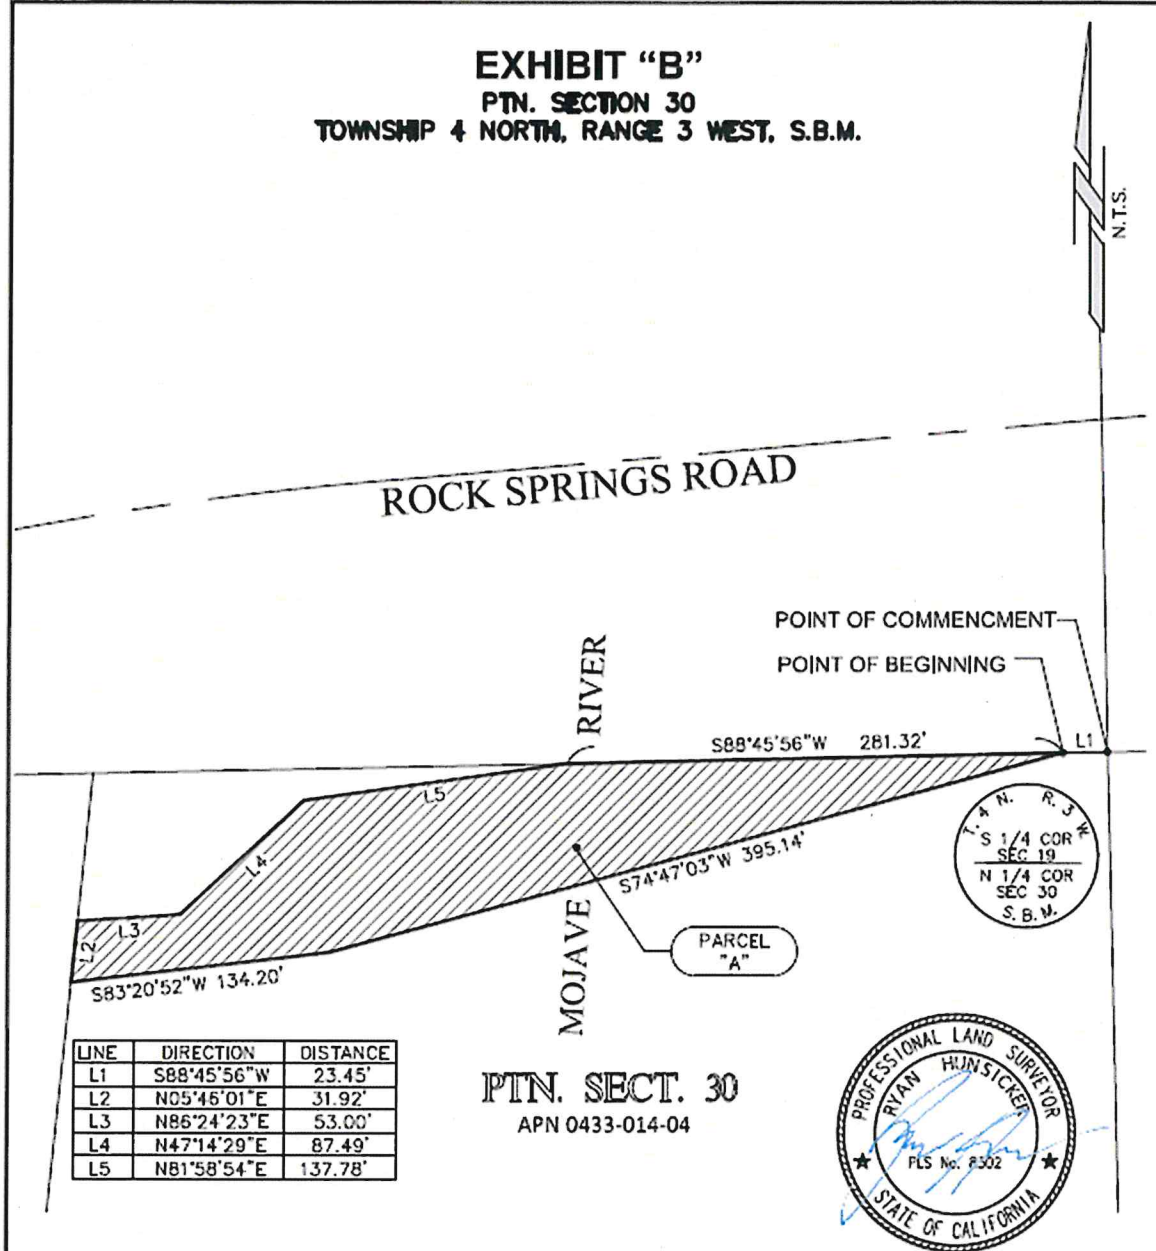 EXHIBIT “B”
PTN. SECTION 30
TOWNSHIP 4 NORTH, RANGE 3 WEST, S.B.M.
N.T.S.
ROCK SPRINGS ROAD
POINT OF COMMENCMENT
POINT OF BEGINNING
RIVER
S88°45'56"W 281.32'
L1
L5
L4
T. 4 N. R. 3 W.
S 1/4 COR
SEC 19
N 1/4 COR
SEC 30
S.B.M.
S74°47'03"W 395.14'
L3
L2
MOJAVE
PARCEL
"A"
S83°20'52"W 134.20'
LINE DIRECTION DISTANCE
L1 S88°45'56"W 23.45'
L2 N05°46'01"E 31.92'
L3 N86°24'23"E 53.00'
L4 N47°14'29"E 87.49'
L5 N81°58'54"E 137.78'
PTN. SECT. 30
APN 0433-014-04
PROFESSIONAL LAND SURVEYOR
RYAN HUNSICKER
PLS No. 8302
STATE OF CALIFORNIA